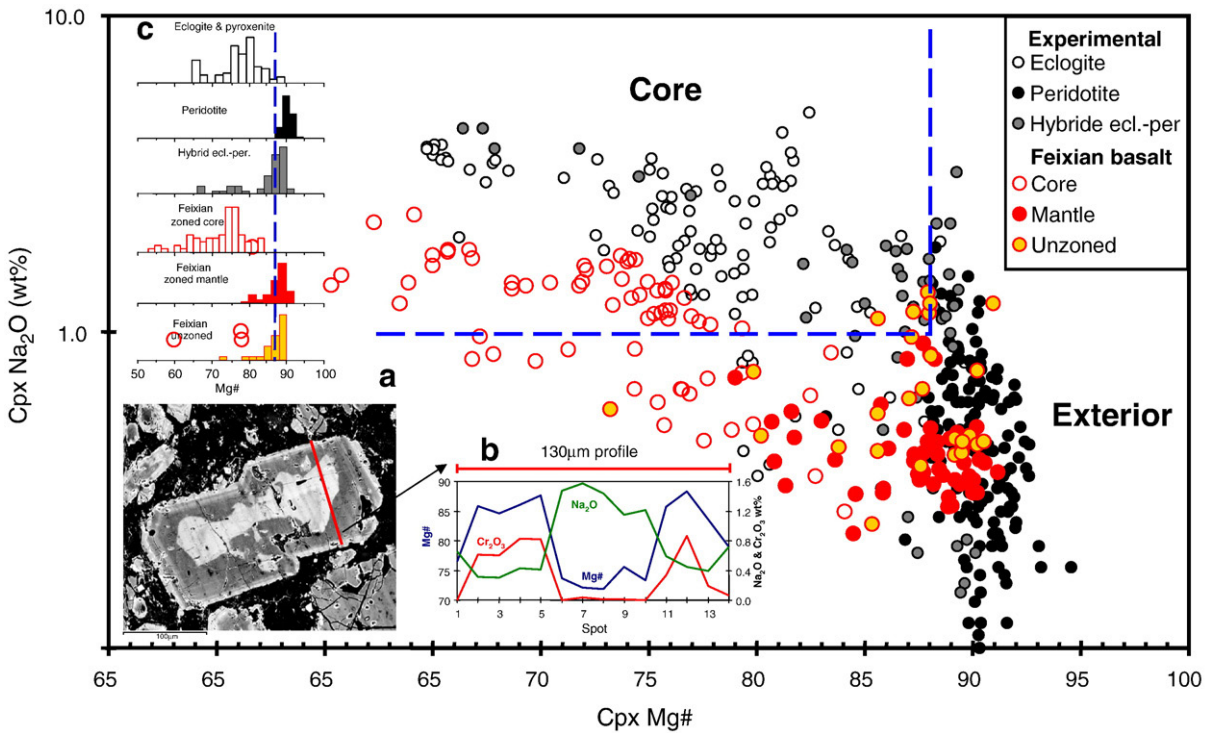 10.0
1.0
Cpx Na2O (wt%)
65 65 65 65 70 75 80 85 90 95 100
Cpx Mg#
Core
Exterior
Experimental
Eclogite
Peridotite
Hybride ecl.-per
Feixian basalt
Core
Mantle
Unzoned
c
Eclogite & pyroxenite
Peridotite
Hybrid ecl.-per.
Feixian
zoned core
Feixian
zoned mantle
Feixian
unzoned
50 60 70 80 90 100
Mg#
a
100µm
b
130µm profile
90
85
80
75
70
Mg#
Na2O
Cr2O3
Mg#
1.6
1.2
0.8
0.4
0.0
Na2O & Cr2O3 wt%
1 3 5 7 9 11 13
Spot